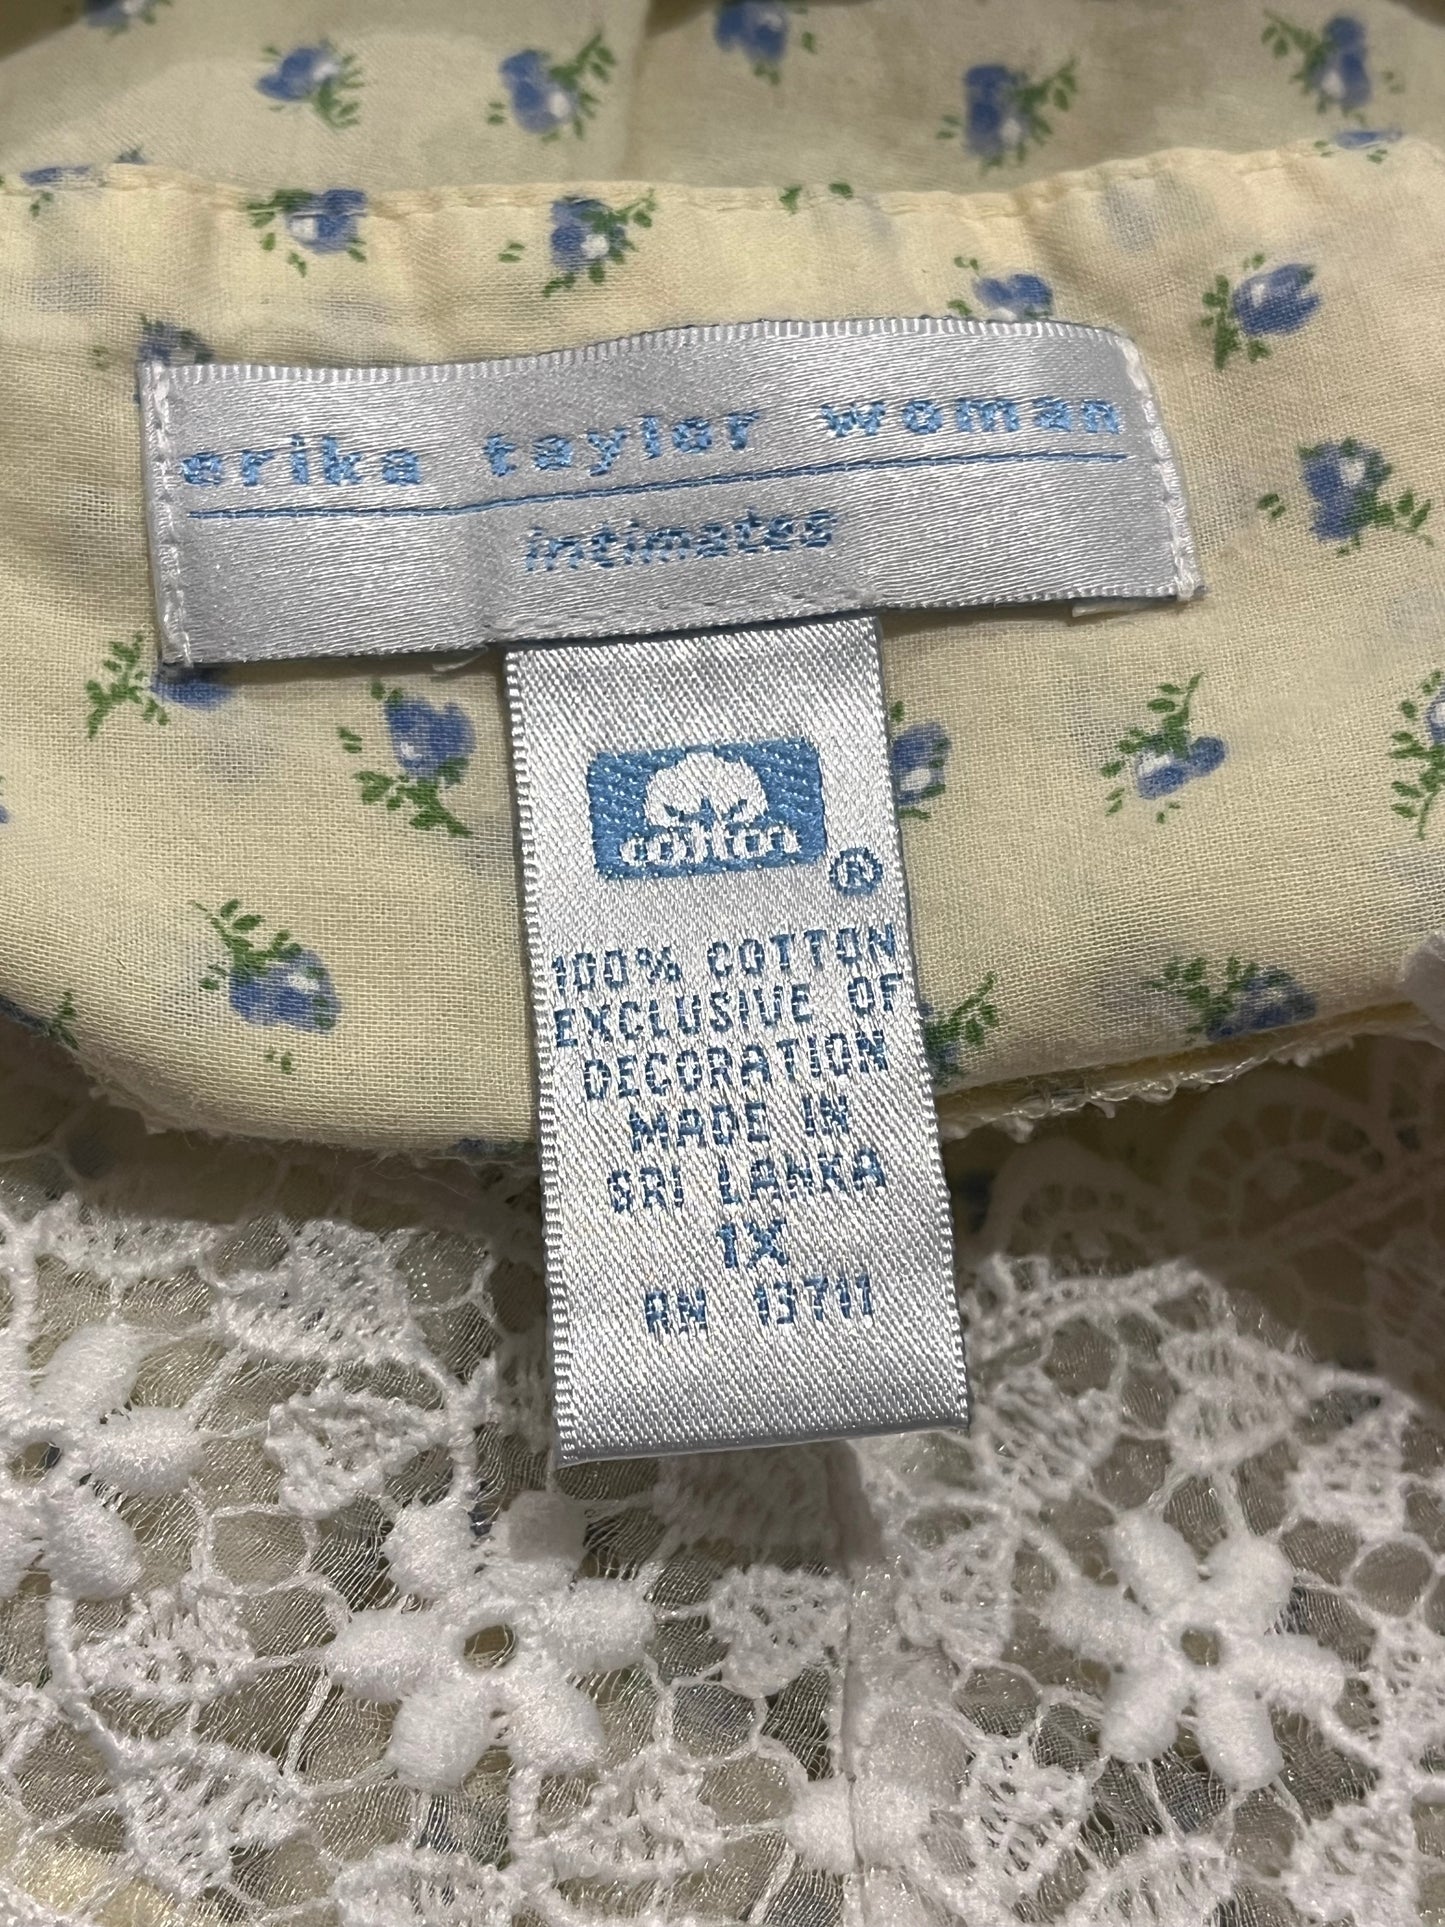 erika taylor woman
intimates
cotton
®
100% COTTON
EXCLUSIVE OF
DECORATION
MADE IN
SRI LANKA
1X
RN 13711